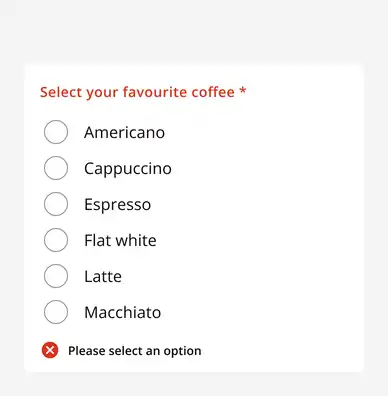 Select your favourite coffee *
Americano
Cappuccino
Espresso
Flat white
Latte
Macchiato
Please select an option